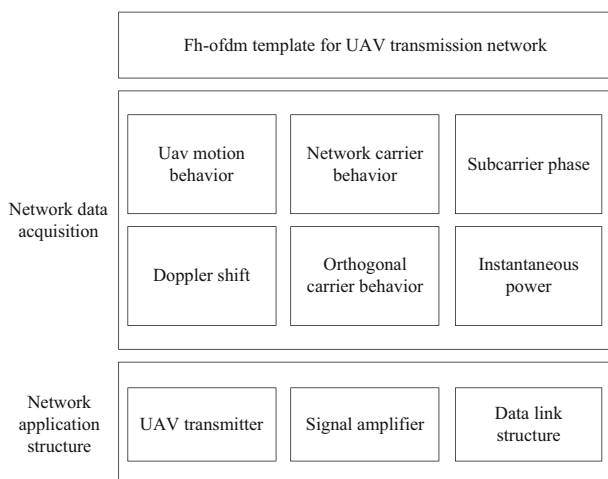 Fh-ofdm template for UAV transmission network
Network data
acquisition
Uav motion
behavior
Network carrier
behavior
Subcarrier phase
Doppler shift
Orthogonal
carrier behavior
Instantaneous
power
Network
application
structure
UAV transmitter
Signal amplifier
Data link
structure